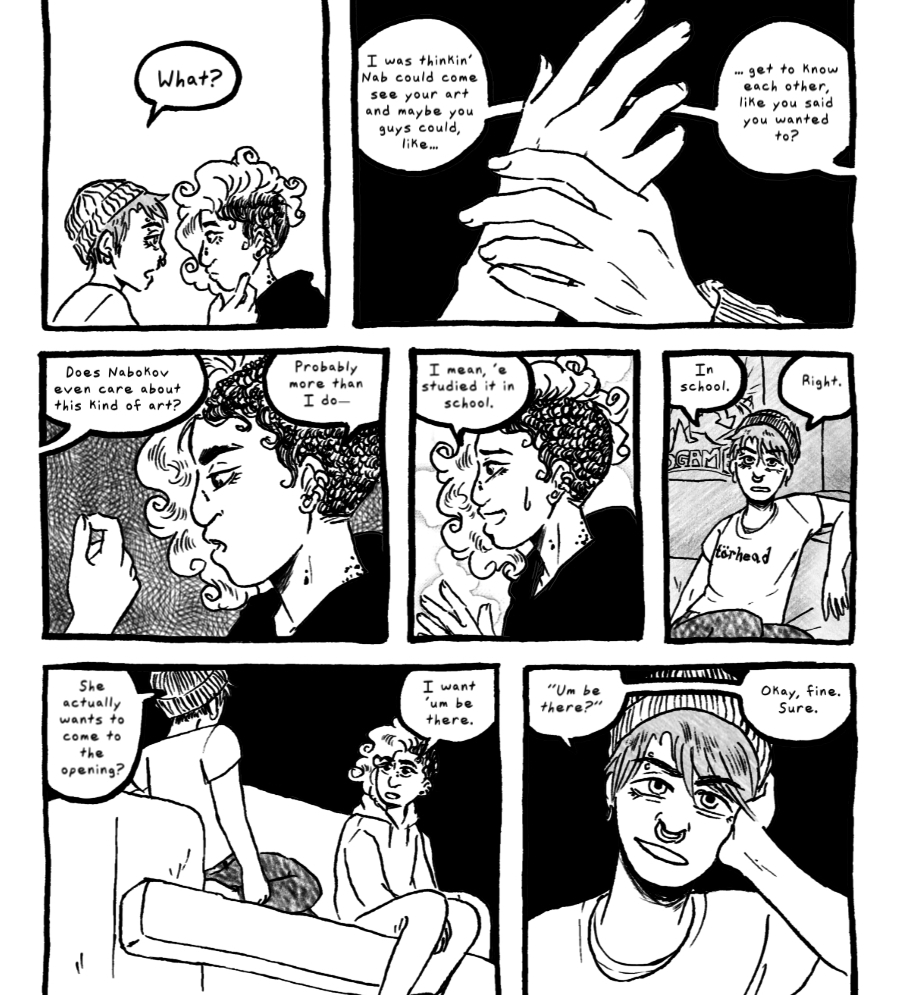 What?
I was thinkin'
Nab could come
see your art
and maybe you
guys could,
like...
... get to know
each other,
like you said
you wanted
to?
Does Nabokov
even care about
this kind of art?
Probably
more than
I do—
I mean, 'e
studied it in
school.
In
school.
Right.
törhead
She
actually
wants to
come to
the
opening?
I want
'um be
there.
"Um be
there?"
Okay, fine.
Sure.